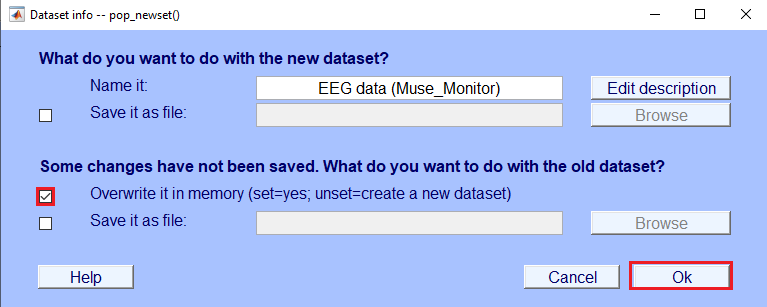 Dataset info -- pop_newset()
What do you want to do with the new dataset?
Name it: EEG data (Muse_Monitor) Edit description
Save it as file: Browse
Some changes have not been saved. What do you want to do with the old dataset?
Overwrite it in memory (set=yes; unset=create a new dataset)
Save it as file: Browse
Help Cancel Ok